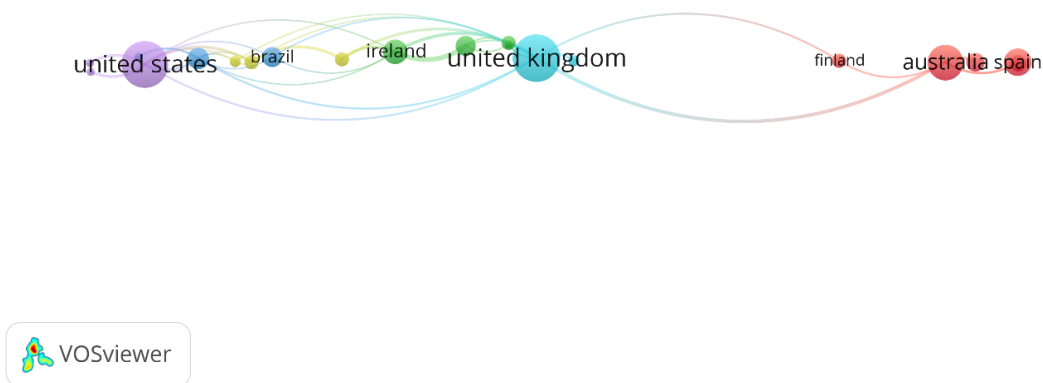 united states
brazil
ireland
united kingdom
finland
australia
spain
VOSviewer